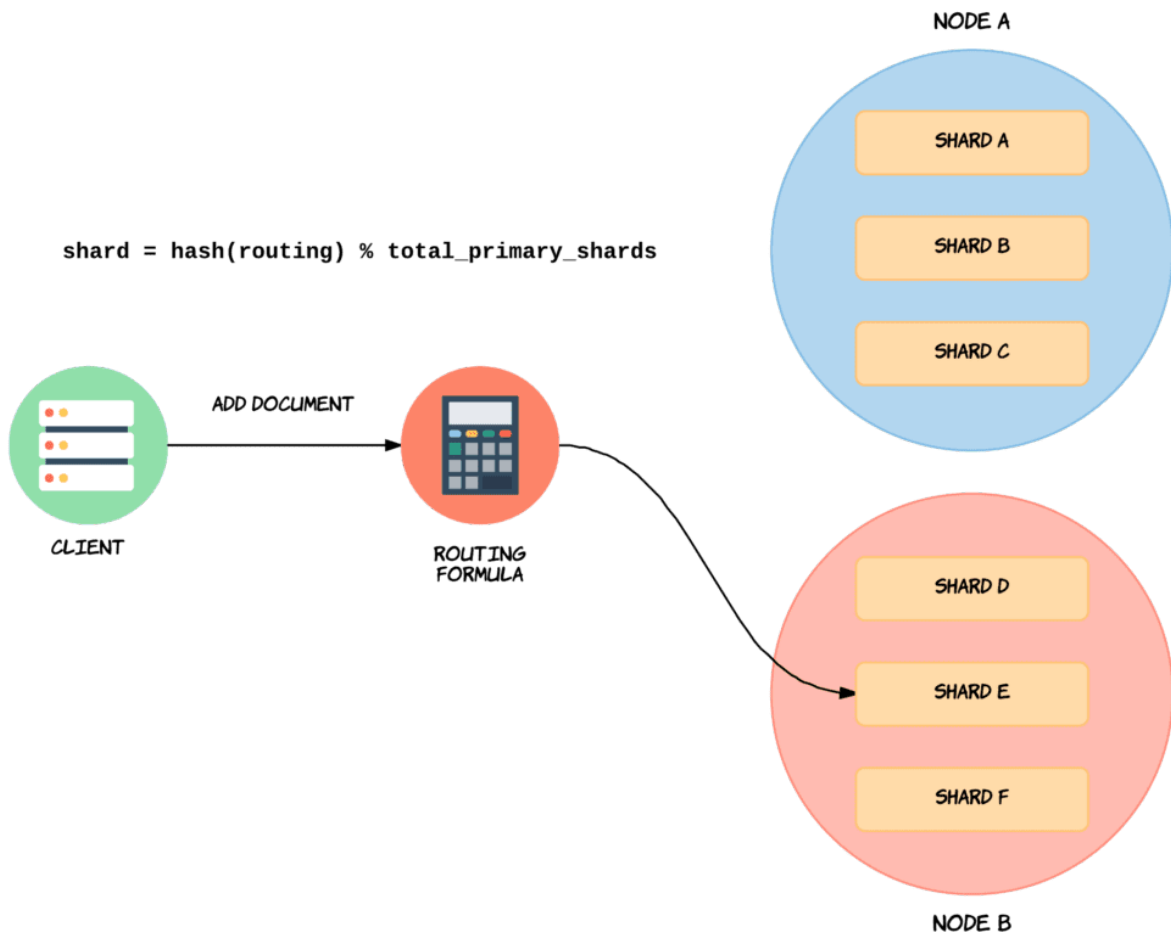 NODE A
SHARD A
SHARD B
SHARD C
shard = hash(routing) % total_primary_shards
ADD DOCUMENT
CLIENT
ROUTING
FORMULA
SHARD D
SHARD E
SHARD F
NODE B